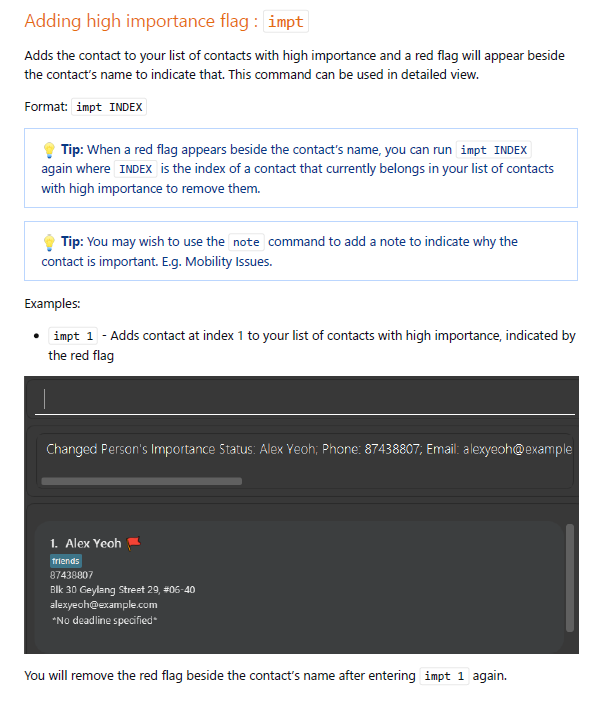 Adding high importance flag : impt
Adds the contact to your list of contacts with high importance and a red flag will appear beside
the contact's name to indicate that. This command can be used in detailed view.
Format: impt INDEX
Tip: When a red flag appears beside the contact's name, you can run impt INDEX
again where INDEX is the index of a contact that currently belongs in your list of contacts
with high importance to remove them.
Tip: You may wish to use the note command to add a note to indicate why the
contact is important. E.g. Mobility Issues.
Examples:
• impt 1 - Adds contact at index 1 to your list of contacts with high importance, indicated by
the red flag
Changed Person's Importance Status: Alex Yeoh; Phone: 87438807; Email: alexyeoh@example
1. Alex Yeoh
friends
87438807
Blk 30 Geylang Street 29, #06-40
alexyeoh@example.com
*No deadline specified*
You will remove the red flag beside the contact's name after entering impt 1 again.